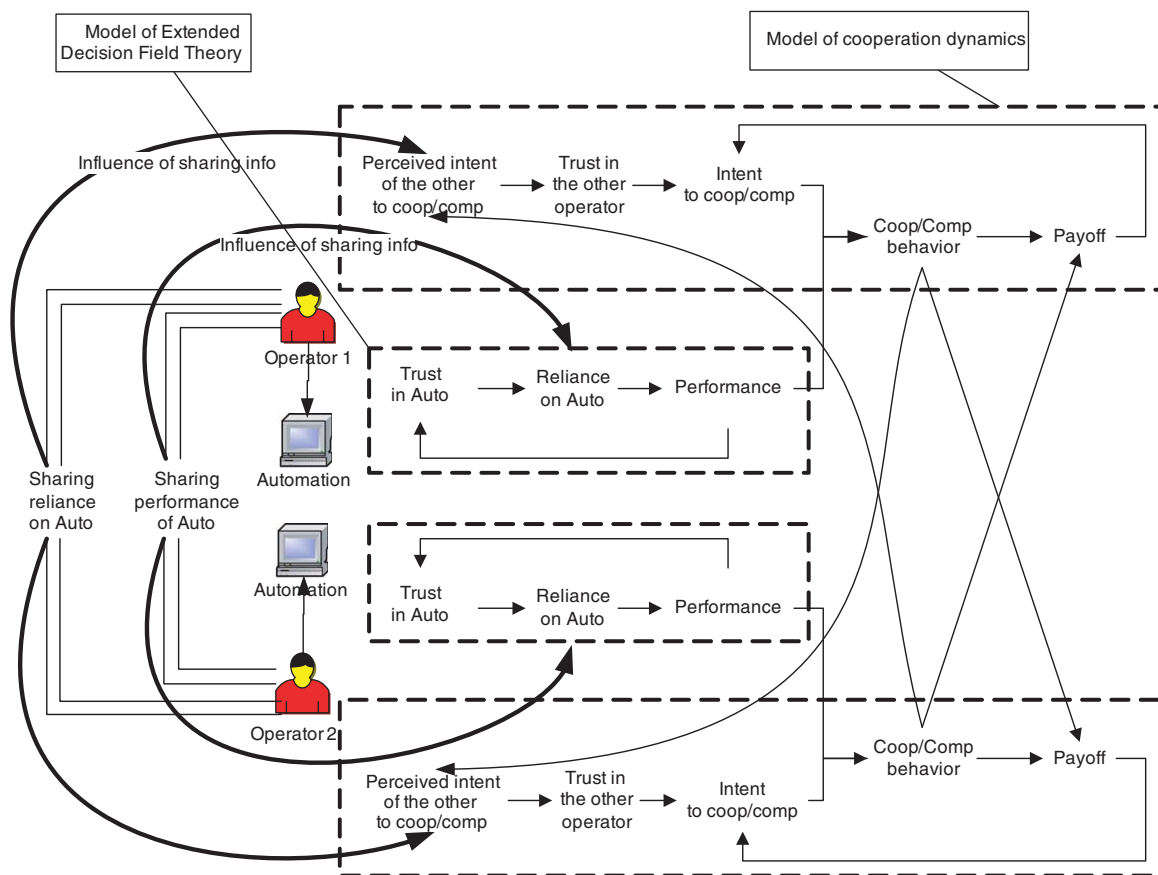 Model of Extended
Decision Field Theory
Model of cooperation dynamics
Influence of sharing info
Perceived intent
of the other
to coop/comp
Trust in
the other
operator
Intent
to coop/comp
Coop/Comp
behavior
Payoff
Influence of sharing info
Operator 1
Trust
in Auto
Reliance
on Auto
Performance
Automation
Sharing
reliance
on Auto
Sharing
performance
of Auto
Automation
Trust
in Auto
Reliance
on Auto
Performance
Operator 2
Perceived intent
of the other
to coop/comp
Trust in
the other
operator
Intent
to coop/comp
Coop/Comp
behavior
Payoff